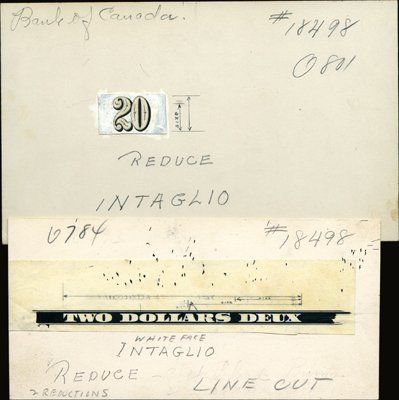 Bank of Canada. #18498
0801
20
REDUCE
INTAGLIO
0784 #18498
TWO DOLLARS DEUX
WHITE FACE
INTAGLIO
REDUCE - LINE CUT
2 REDUCTIONS